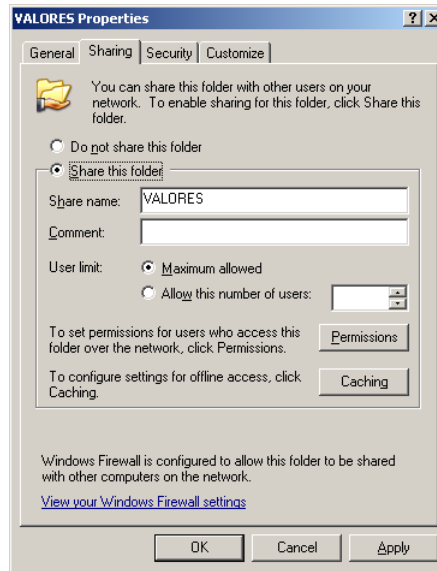 VALORES Properties
General Sharing Security Customize
You can share this folder with other users on your
network. To enable sharing for this folder, click Share this
folder.
Do not share this folder
Share this folder
Share name: VALORES
Comment:
User limit: Maximum allowed
Allow this number of users:
To set permissions for users who access this
folder over the network, click Permissions.
Permissions
To configure settings for offline access, click
Caching.
Caching
Windows Firewall is configured to allow this folder to be shared
with other computers on the network.
View your Windows Firewall settings
OK Cancel Apply